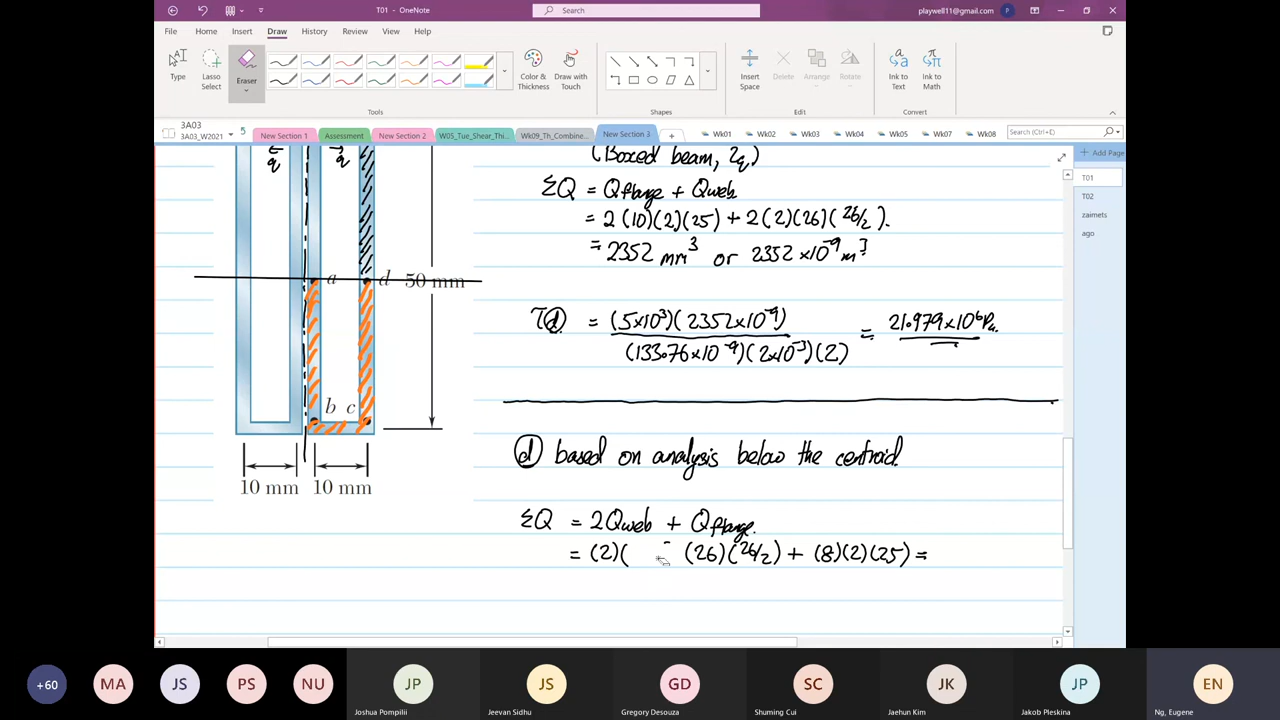 T01 - OneNote
Search
playwell11@gmail.com
P
File Home Insert Draw History Review View Help
Type
Lasso Select
Eraser
Color & Thickness
Draw with Touch
Insert Space
Delete
Arrange
Rotate
Ink to Text
Ink to Math
Tools
Shapes
Edit
Convert
3A03
3A03_W2021
5
New Section 1
Assessment
New Section 2
W05_Tue_Shear_Thi...
Wk09_Th_Combine...
New Section 3
Wk01
Wk02
Wk03
Wk04
Wk05
Wk07
Wk08
Search (Ctrl+E)
Add Page
T01
T02
zaimets
ago
q
q
a
d
50 mm
b c
10 mm
10 mm
(Boxed beam, 2q)
ΣQ = Qflange + Qweb
= 2(10)(2)(25) + 2(2)(26)(26/2).
= 2352 mm³ or 2352×10⁻⁹ m³
τ(d) = (5×10³)(2352×10⁻⁹) / (133.76×10⁻⁹)(2×10⁻³)(2) = 21.979×10⁶ Pa.
(d) based on analysis below the centroid.
ΣQ = 2Qweb + Qflange.
= (2)( (26)(26/2) + (8)(2)(25) =
+60
MA
JS
PS
NU
JP
Joshua Pompilii
JS
Jeevan Sidhu
GD
Gregory Desouza
SC
Shuming Cui
JK
Jaehun Kim
JP
Jakob Pleskina
EN
Ng, Eugene